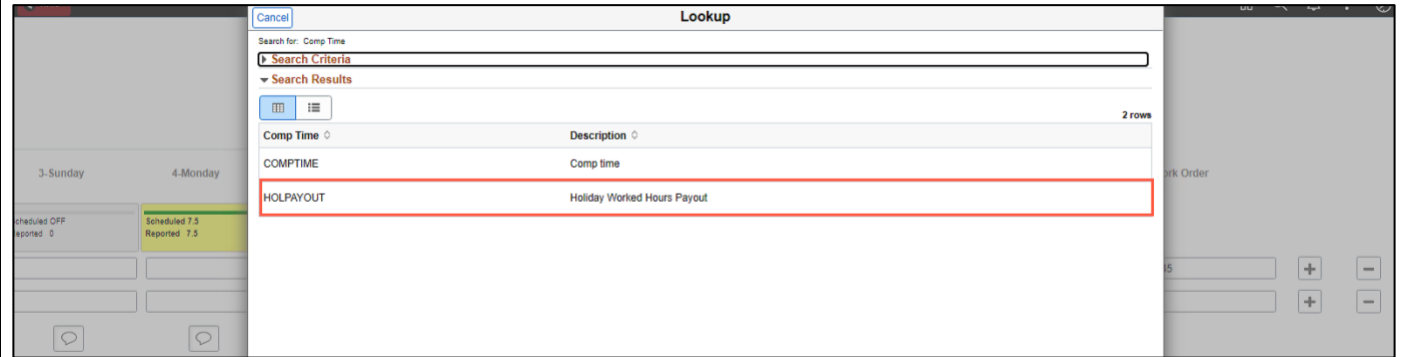 Cancel
Lookup
Search for: Comp Time
Search Criteria
Search Results
2 rows
Comp Time
Description
COMPTIME
Comp time
HOLPAYOUT
Holiday Worked Hours Payout
3-Sunday
4-Monday
ork Order
cheduled OFF
eported 0
Scheduled 7.5
Reported 7.5